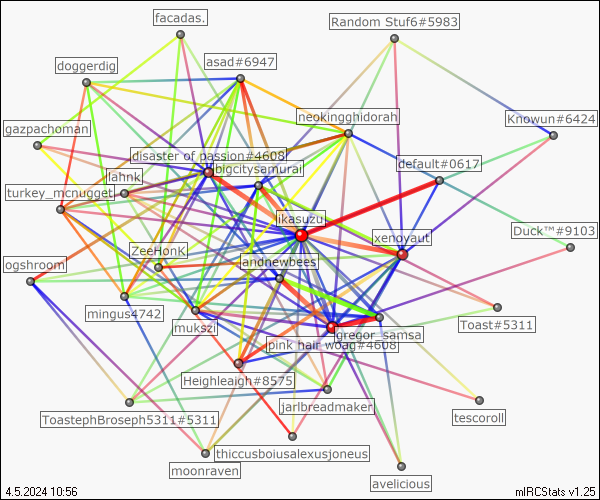 facadas.
Random Stuf6#5983
asad#6947
doggerdig
neokingghidorah
Knowun#6424
gazpachoman
disaster of passion#4608
bigcitysamurai
default#0617
lahnk
turkey_mcnugget
ikasuzu
xenoyaut
Duck™#9103
ZeeHonK
andnewbees
ogshroom
mingus4742
mukszi
Toast#5311
gregor_samsa
pink hair woag#4608
Heighleaigh#8575
ToastephBroseph5311#5311
jarlbreadmaker
tescoroll
thiccusboiusalexusjoneus
moonraven
avelicious
4.5.2024 10:56
mIRCStats v1.25